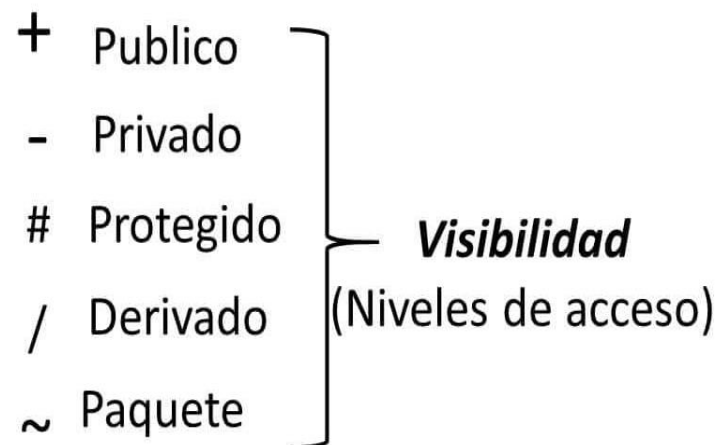 + Publico
- Privado
# Protegido
/ Derivado
~ Paquete
Visibilidad
(Niveles de acceso)